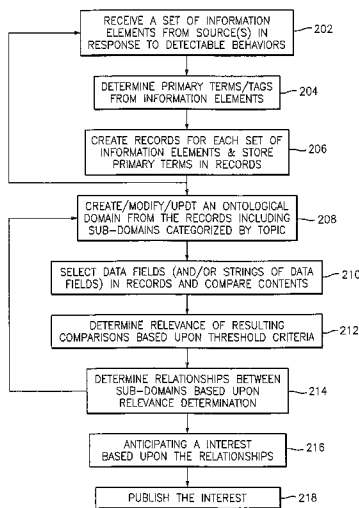 RECEIVE A SET OF INFORMATION
ELEMENTS FROM SOURCE(S) IN
RESPONSE TO DETECTABLE BEHAVIORS
202
DETERMINE PRIMARY TERMS/TAGS
FROM INFORMATION ELEMENTS
204
CREATE RECORDS FOR EACH SET OF
INFORMATION ELEMENTS & STORE
PRIMARY TERMS IN RECORDS
206
CREATE/MODIFY/UPDT AN ONTOLOGICAL
DOMAIN FROM THE RECORDS INCLUDING
SUB-DOMAINS CATEGORIZED BY TOPIC
208
SELECT DATA FIELDS (AND/OR STRINGS OF DATA
FIELDS) IN RECORDS AND COMPARE CONTENTS
210
DETERMINE RELEVANCE OF RESULTING
COMPARISONS BASED UPON THRESHOLD CRITERIA
212
DETERMINE RELATIONSHIPS BETWEEN
SUB-DOMAINS BASED UPON
RELEVANCE DETERMINATION
214
ANTICIPATING A INTEREST
BASED UPON THE RELATIONSHIPS
216
PUBLISH THE INTEREST
218